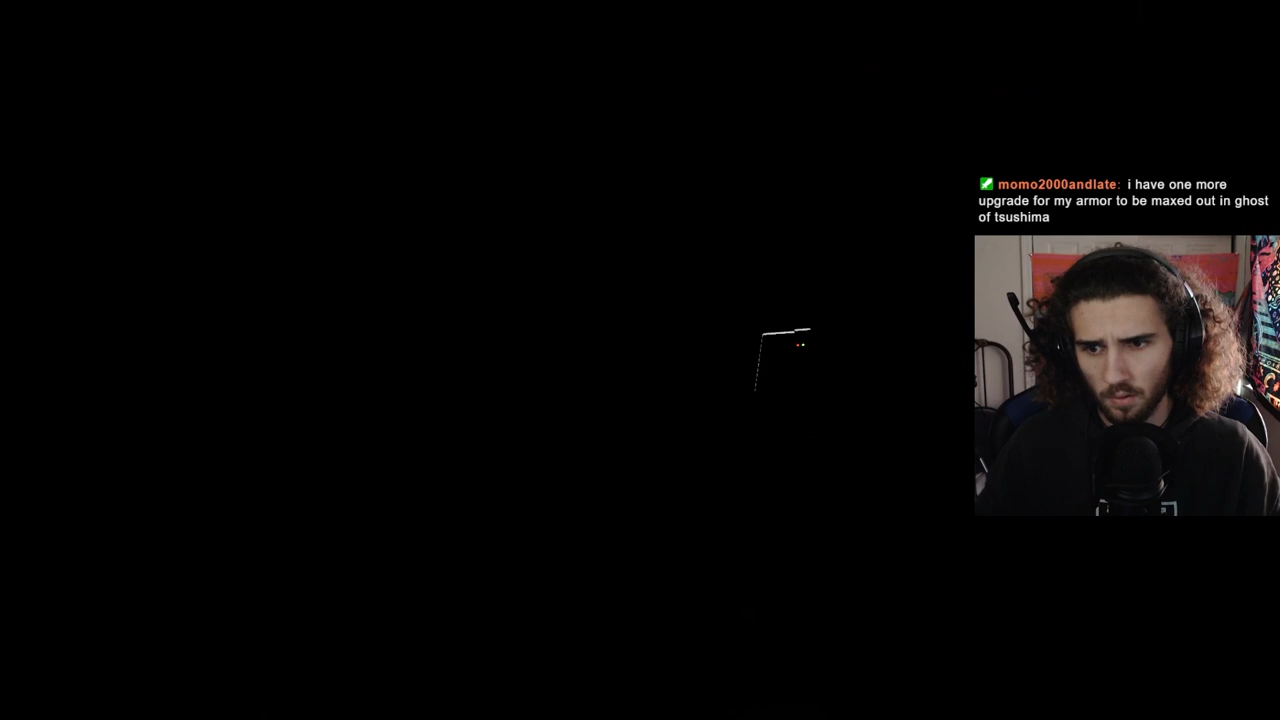 momo2000andlate: i have one more
upgrade for my armor to be maxed out in ghost
of tsushima